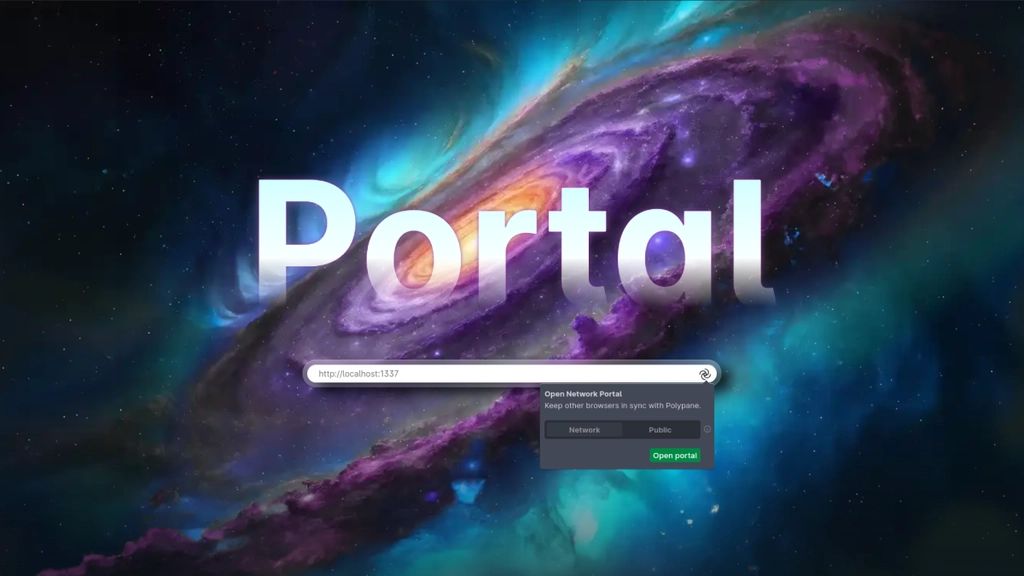 Portal
http://localhost:1337
Open Network Portal
Keep other browsers in sync with Polypane.
Network Public
Open portal